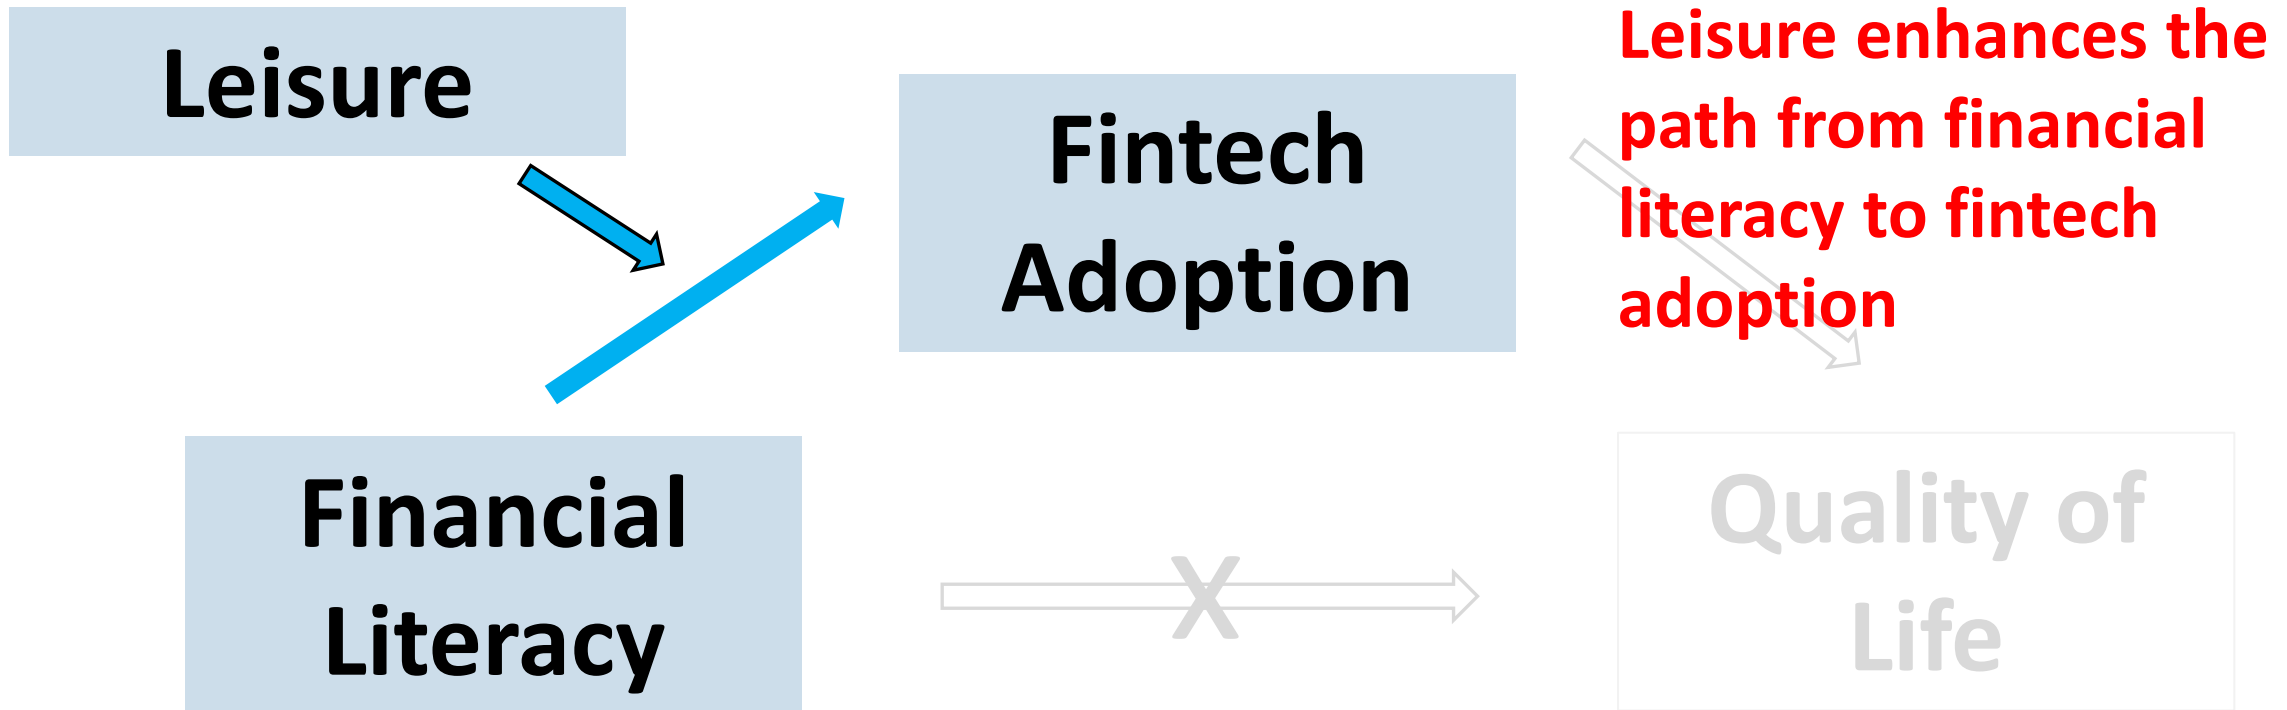 Leisure
Fintech
Adoption
Leisure enhances the
path from financial
literacy to fintech
adoption
Financial
Literacy
X
Quality of
Life